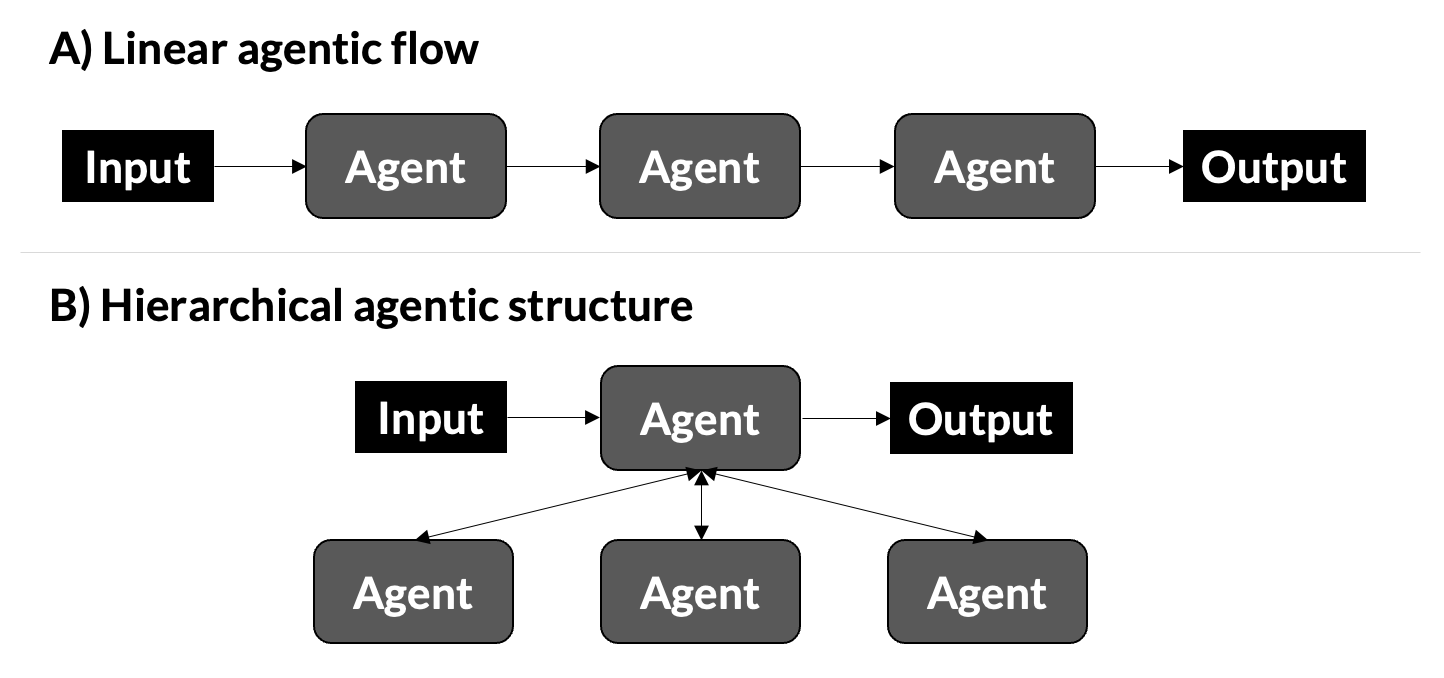 A) Linear agentic flow
Input
Agent
Agent
Agent
Output
B) Hierarchical agentic structure
Input
Agent
Output
Agent
Agent
Agent